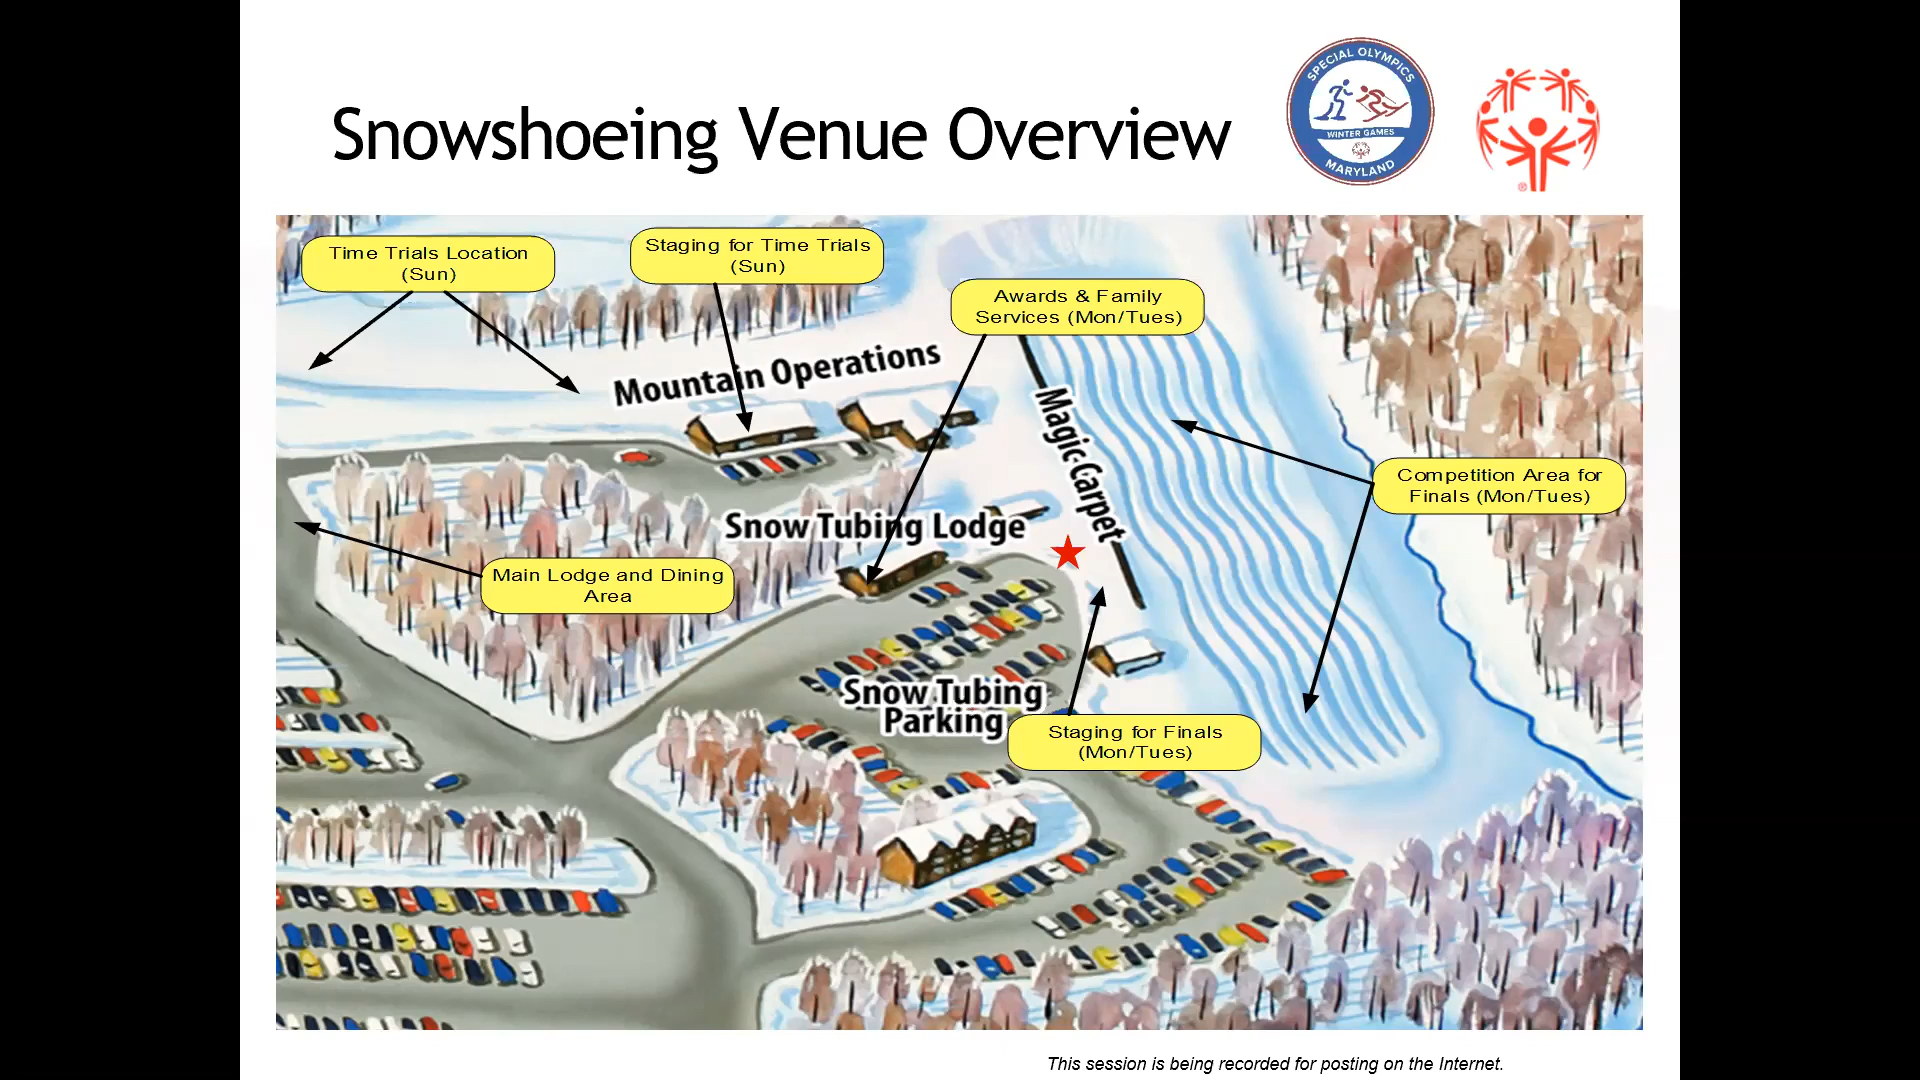 Snowshoeing Venue Overview
SPECIAL OLYMPICS
WINTER GAMES
MARYLAND
®
Time Trials Location
(Sun)
Staging for Time Trials
(Sun)
Awards & Family
Services (Mon/Tues)
Mountain Operations
Magic Carpet
Competition Area for
Finals (Mon/Tues)
Snow Tubing Lodge
Main Lodge and Dining
Area
Snow Tubing
Parking
Staging for Finals
(Mon/Tues)
This session is being recorded for posting on the Internet.